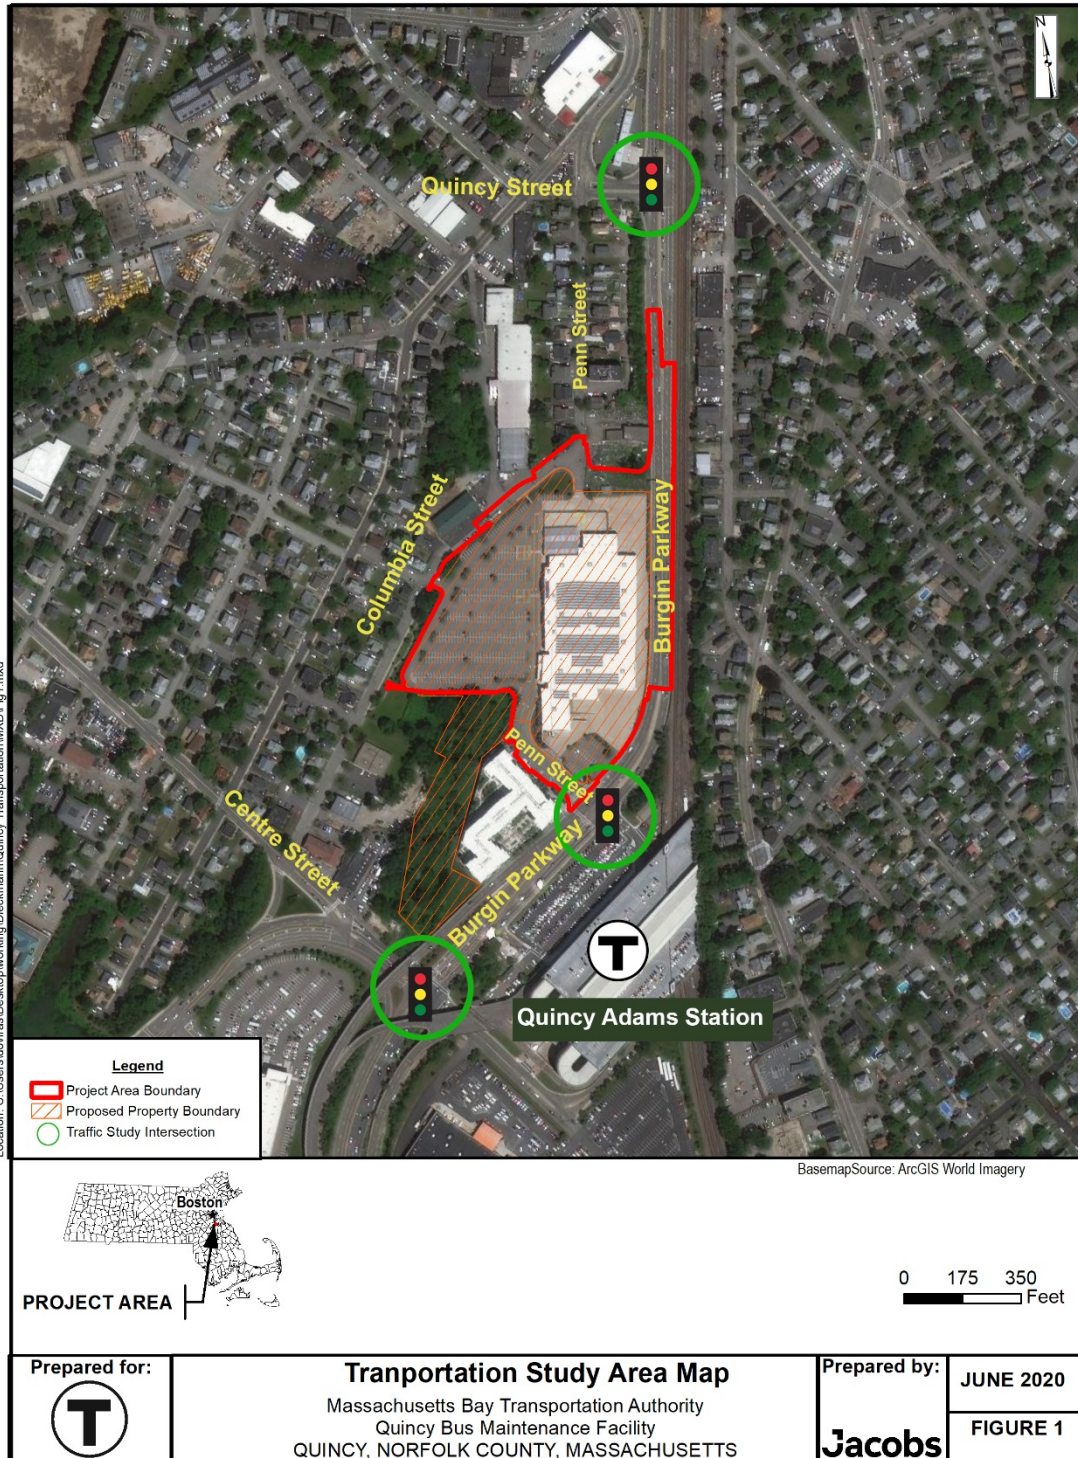 N
Quincy Street
Penn Street
Columbia Street
Burgin Parkway
Penn Street
Centre Street
Burgin Parkway
T
Quincy Adams Station
Legend
Project Area Boundary
Proposed Property Boundary
Traffic Study Intersection
BasemapSource: ArcGIS World Imagery
Boston
PROJECT AREA
0 175 350
Feet
Prepared for:
T
Tranportation Study Area Map
Massachusetts Bay Transportation Authority
Quincy Bus Maintenance Facility
QUINCY, NORFOLK COUNTY, MASSACHUSETTS
Prepared by:
Jacobs
JUNE 2020
FIGURE 1